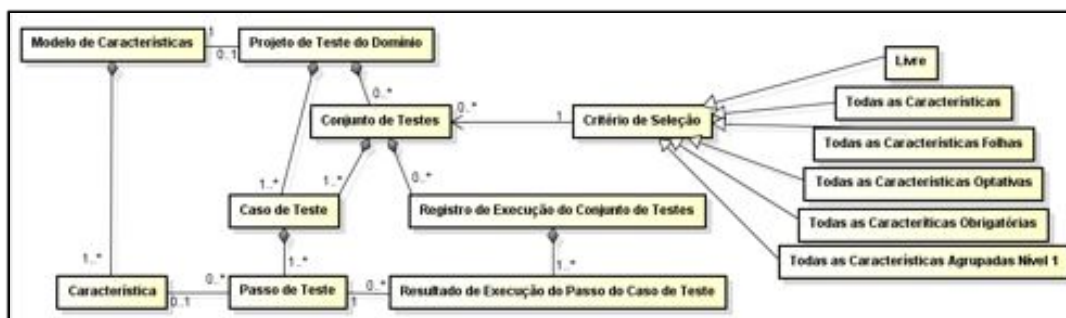 Modelo de Características
1
0..1
Projeto de Teste do Domínio
Livre
Todas as Características
0..*
Conjunto de Testes
0..*
1
Critério de Seleção
Todas as Características Folhas
Todas as Características Optativas
1..*
1..*
0..*
Caso de Teste
Registro de Execução do Conjunto de Testes
Todas as Caracteríticas Obrigatórias
Todas as Características Agrupadas Nível 1
1..*
1..*
1..*
Característica
0..1
0..*
Passo de Teste
1
0..*
Resultado de Execução do Passo do Caso de Teste